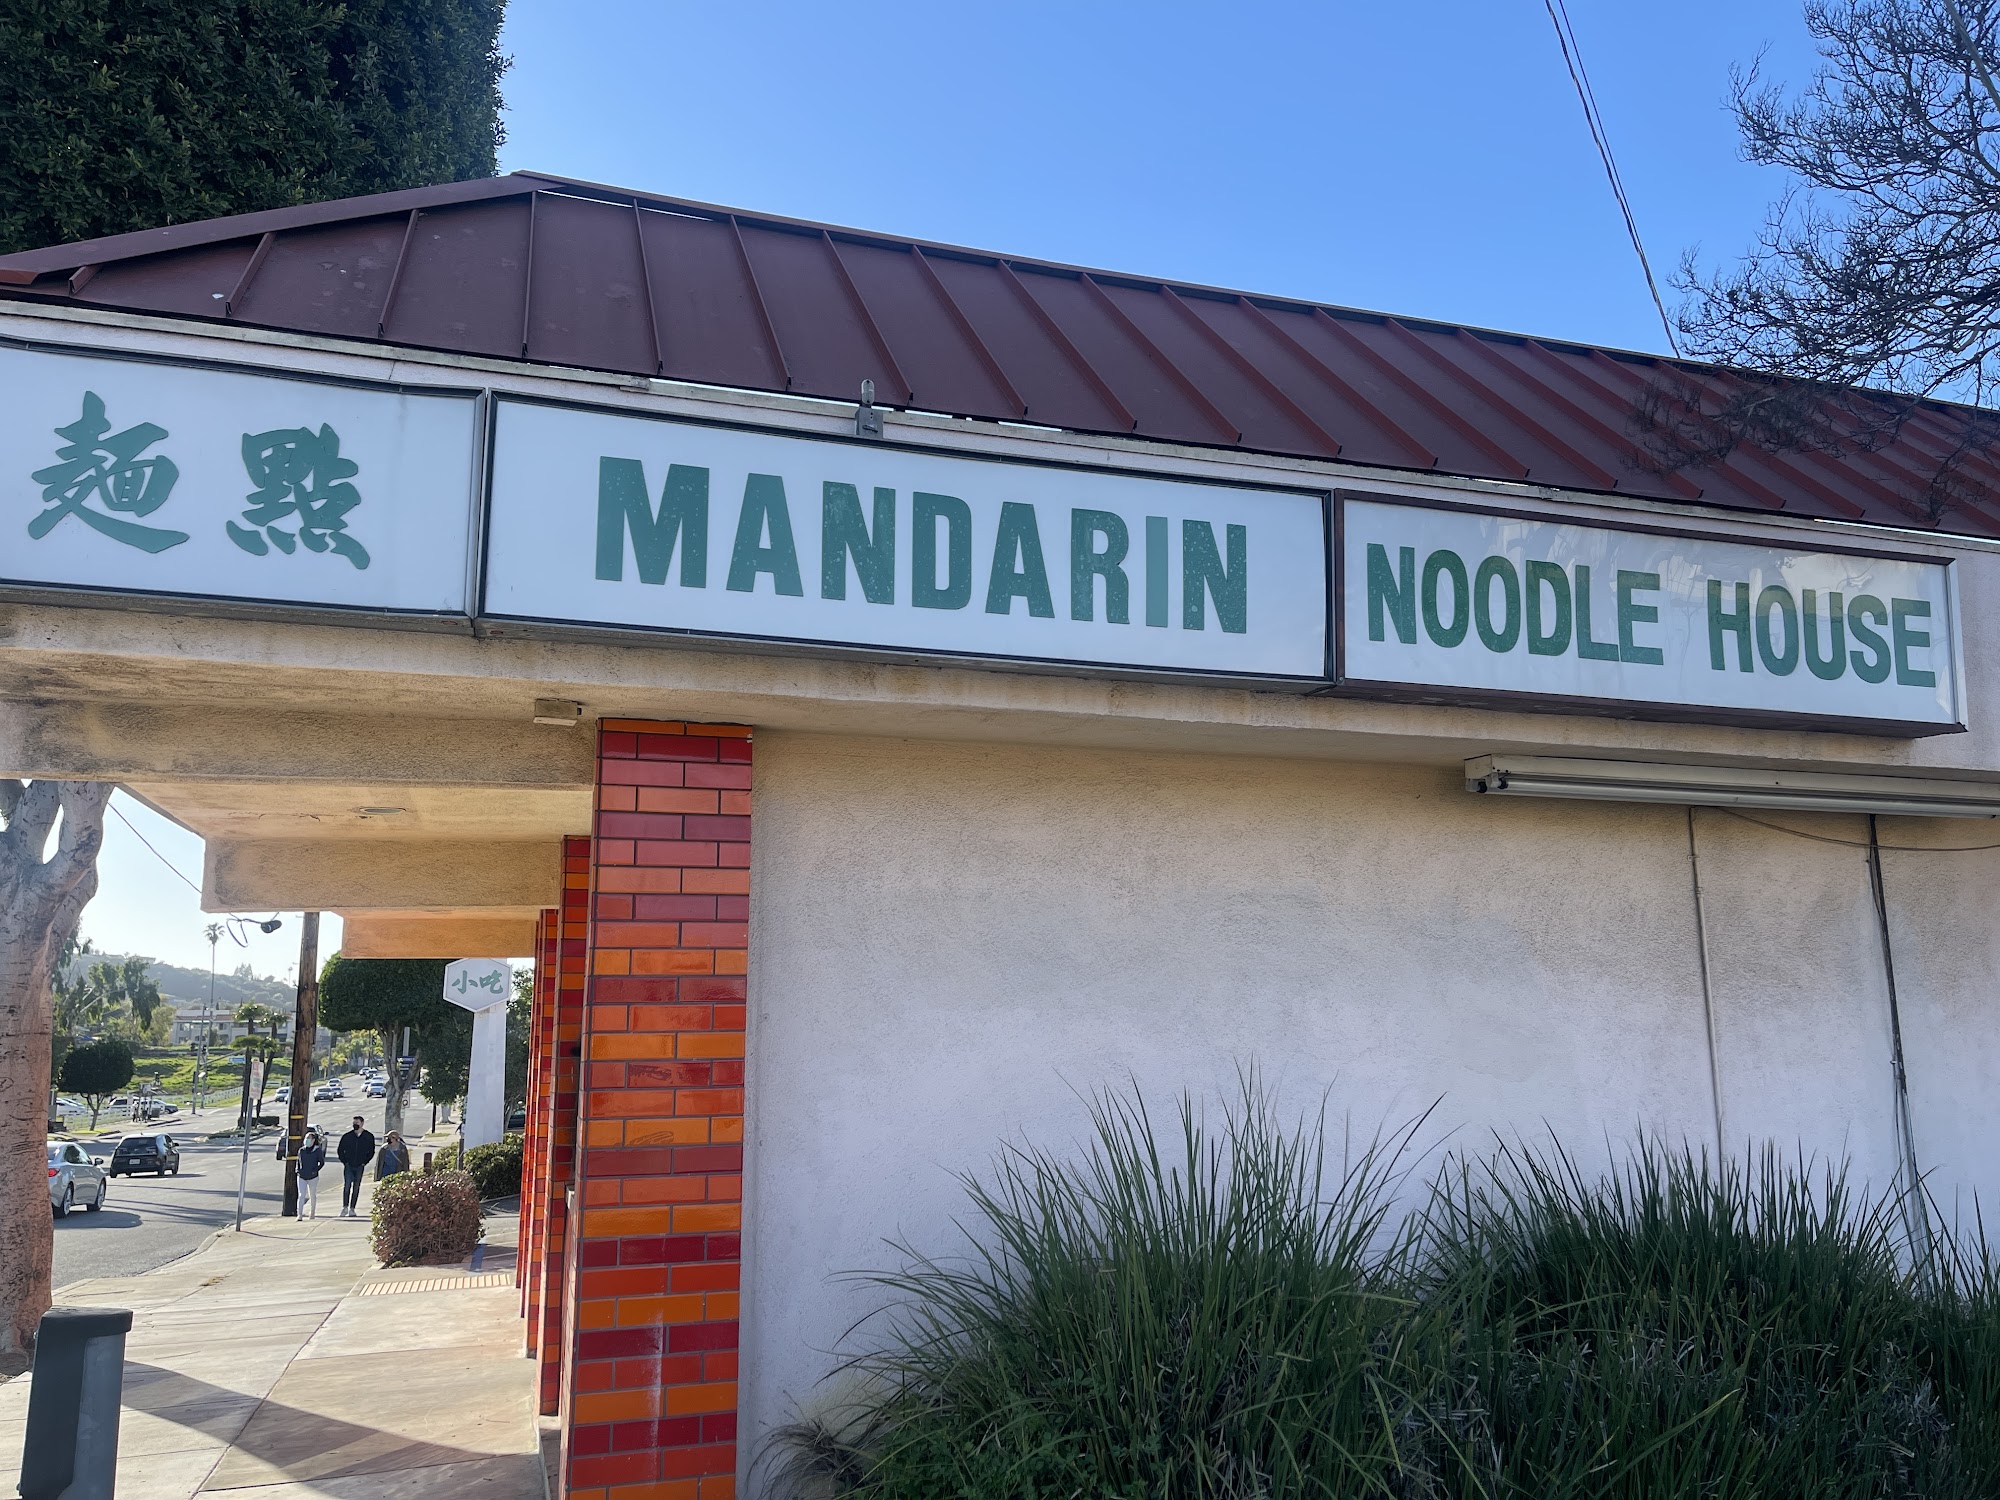 麵點 MANDARIN NOODLE HOUSE
小吃